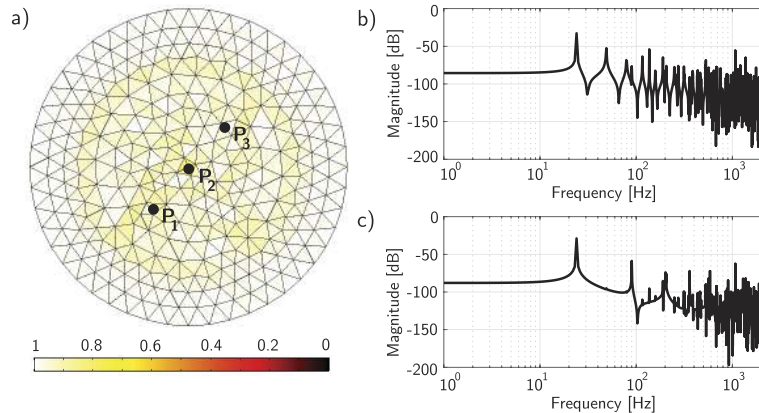 a)
P3
P2
P1
1 0.8 0.6 0.4 0.2 0
b)
0
-50
-100
-150
-200
Magnitude [dB]
10^0 10^1 10^2 10^3
Frequency [Hz]
c)
0
-50
-100
-150
-200
Magnitude [dB]
10^0 10^1 10^2 10^3
Frequency [Hz]